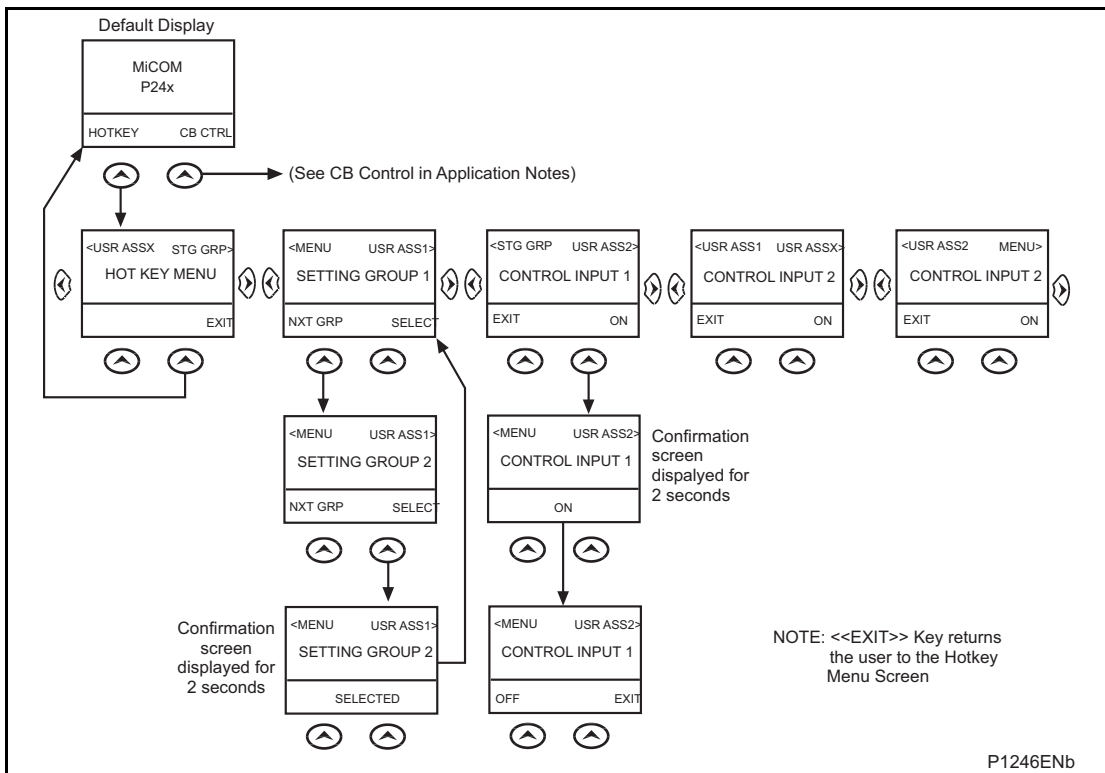 Default Display
MiCOM
P24x
HOTKEY CB CTRL
(See CB Control in Application Notes)
<USR ASSX STG GRP>
HOT KEY MENU
EXIT
<MENU USR ASS1>
SETTING GROUP 1
NXT GRP SELECT
<STG GRP USR ASS2>
CONTROL INPUT 1
EXIT ON
<USR ASS1 USR ASSX>
CONTROL INPUT 2
EXIT ON
<USR ASS2 MENU>
CONTROL INPUT 2
EXIT ON
<MENU USR ASS1>
SETTING GROUP 2
NXT GRP SELECT
<MENU USR ASS2>
CONTROL INPUT 1
ON
Confirmation
screen
dispalyed for
2 seconds
Confirmation
screen
displayed for
2 seconds
<MENU USR ASS1>
SETTING GROUP 2
SELECTED
<MENU USR ASS2>
CONTROL INPUT 1
OFF EXIT
NOTE: <<EXIT>> Key returns
the user to the Hotkey
Menu Screen
P1246ENb